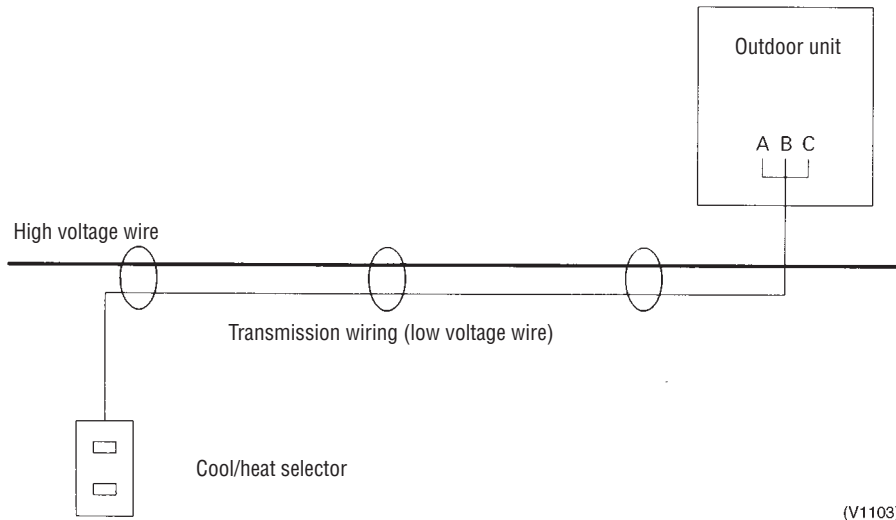 Outdoor unit
A B C
High voltage wire
Transmission wiring (low voltage wire)
Cool/heat selector
(V1103)